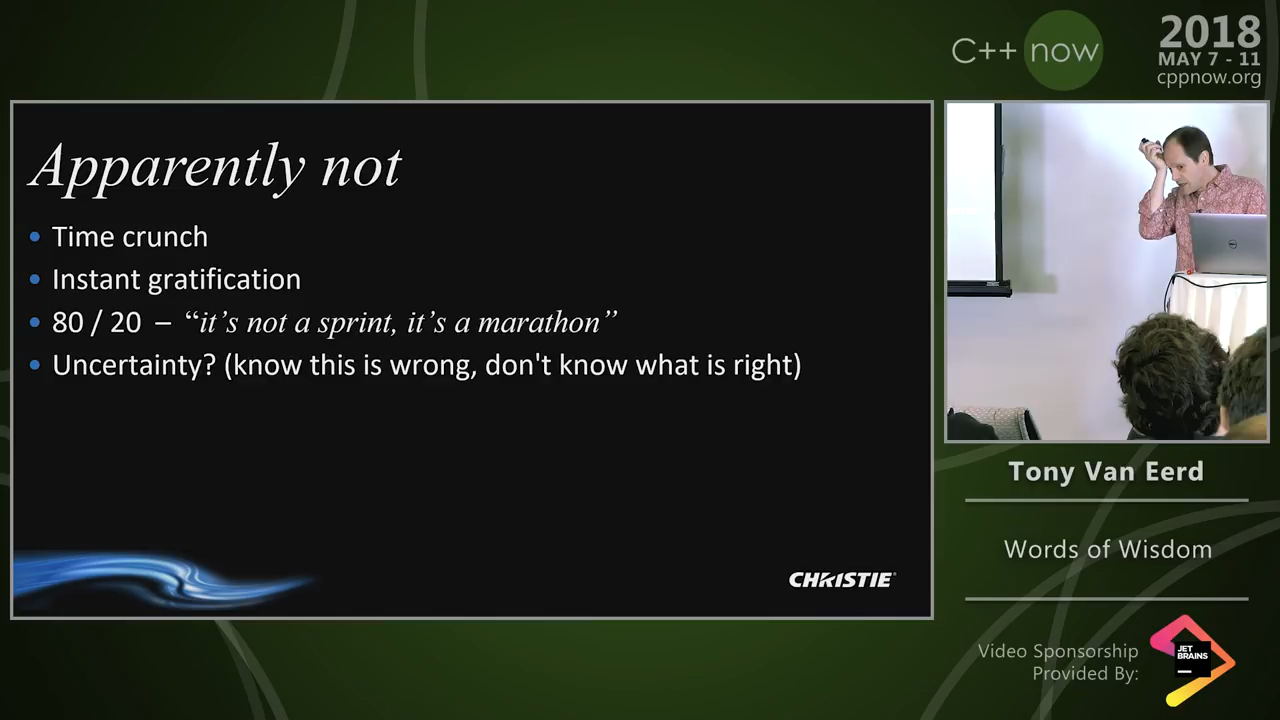 C++ now
2018
MAY 7 - 11
cppnow.org
Apparently not
• Time crunch
• Instant gratification
• 80 / 20 – “it’s not a sprint, it’s a marathon”
• Uncertainty? (know this is wrong, don't know what is right)
CHRISTIE®
Tony Van Eerd
Words of Wisdom
Video Sponsorship
Provided By:
JET
BRAINS